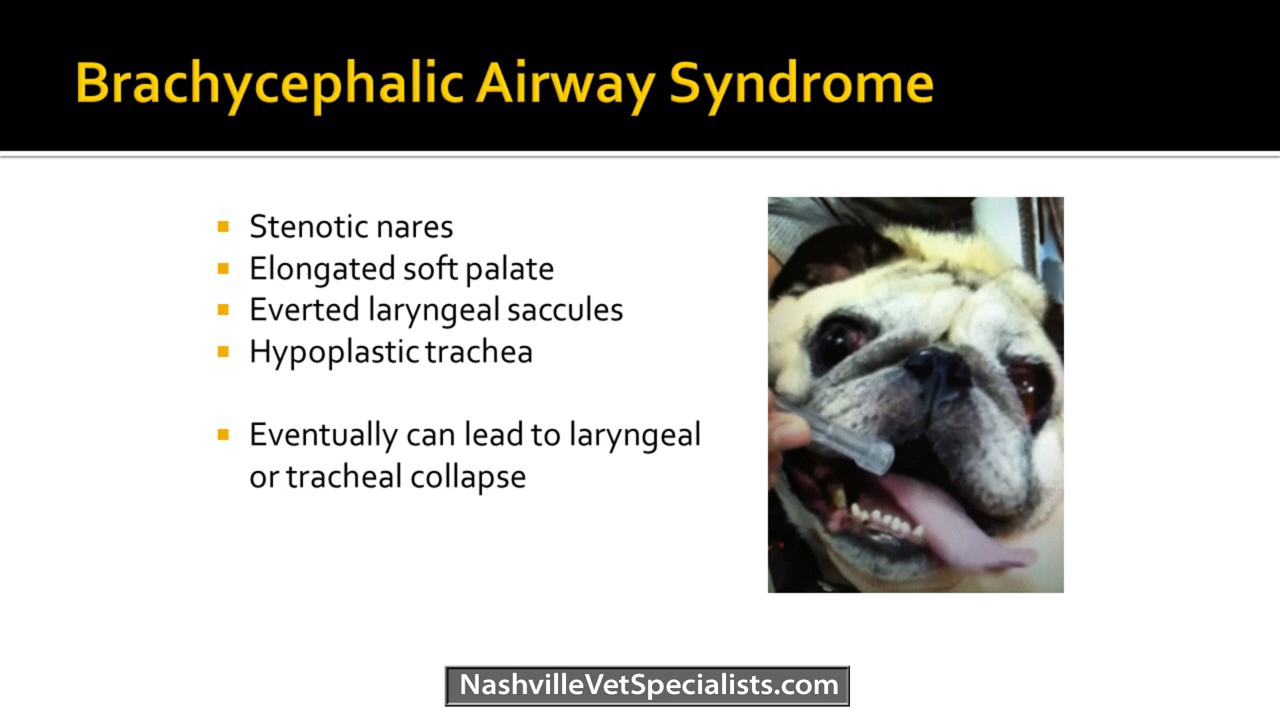 Brachycephalic Airway Syndrome
Stenotic nares
Elongated soft palate
Everted laryngeal saccules
Hypoplastic trachea
Eventually can lead to laryngeal
or tracheal collapse
NashvilleVetSpecialists.com